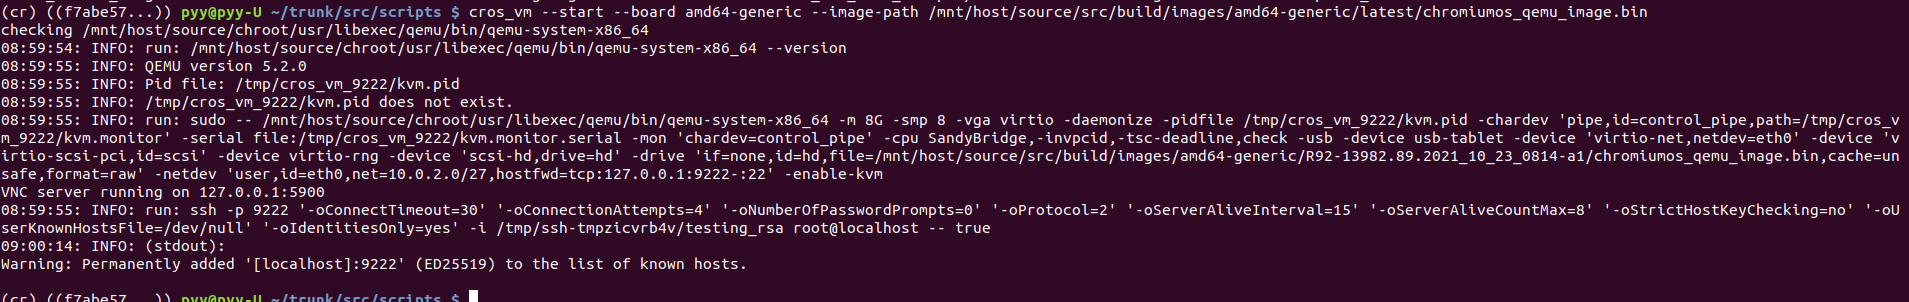 (cr) ((f7abe57...)) pyy@pyy-U ~/trunk/src/scripts $ cros_vm --start --board amd64-generic --image-path /mnt/host/source/src/build/images/amd64-generic/latest/chromiumos_qemu_image.bin
checking /mnt/host/source/chroot/usr/libexec/qemu/bin/qemu-system-x86_64
08:59:54: INFO: run: /mnt/host/source/chroot/usr/libexec/qemu/bin/qemu-system-x86_64 --version
08:59:55: INFO: QEMU version 5.2.0
08:59:55: INFO: Pid file: /tmp/cros_vm_9222/kvm.pid
08:59:55: INFO: /tmp/cros_vm_9222/kvm.pid does not exist.
08:59:55: INFO: run: sudo -- /mnt/host/source/chroot/usr/libexec/qemu/bin/qemu-system-x86_64 -m 8G -smp 8 -vga virtio -daemonize -pidfile /tmp/cros_vm_9222/kvm.pid -chardev 'pipe,id=control_pipe,path=/tmp/cros_v
m_9222/kvm.monitor' -serial file:/tmp/cros_vm_9222/kvm.monitor.serial -mon 'chardev=control_pipe' -cpu SandyBridge,-invpcid,-tsc-deadline,check -usb -device usb-tablet -device 'virtio-net,netdev=eth0' -device 'v
irtio-scsi-pci,id=scsi' -device virtio-rng -device 'scsi-hd,drive=hd' -drive 'if=none,id=hd,file=/mnt/host/source/src/build/images/amd64-generic/R92-13982.89.2021_10_23_0814-a1/chromiumos_qemu_image.bin,cache=un
safe,format=raw' -netdev 'user,id=eth0,net=10.0.2.0/27,hostfwd=tcp:127.0.0.1:9222-:22' -enable-kvm
VNC server running on 127.0.0.1:5900
08:59:55: INFO: run: ssh -p 9222 '-oConnectTimeout=30' '-oConnectionAttempts=4' '-oNumberOfPasswordPrompts=0' '-oProtocol=2' '-oServerAliveInterval=15' '-oServerAliveCountMax=8' '-oStrictHostKeyChecking=no' '-oU
serKnownHostsFile=/dev/null' '-oIdentitiesOnly=yes' -i /tmp/ssh-tmpzicvrb4v/testing_rsa root@localhost -- true
09:00:14: INFO: (stdout):
Warning: Permanently added '[localhost]:9222' (ED25519) to the list of known hosts.
(cr) ((f7abe57...)) pyy@pyy-U ~/trunk/src/scripts $